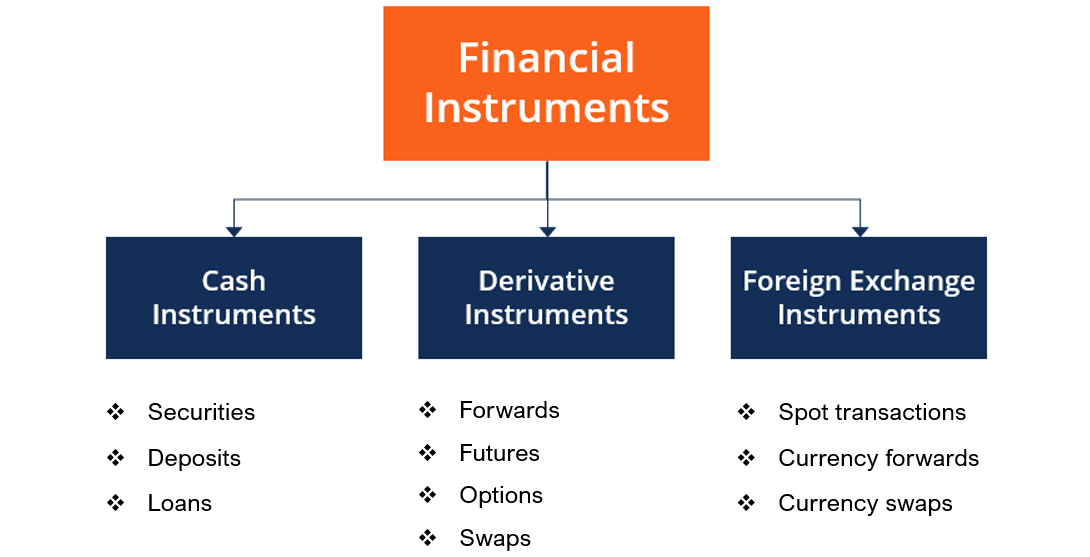 Financial
Instruments
Cash
Instruments
Derivative
Instruments
Foreign Exchange
Instruments
Securities
Deposits
Loans
Forwards
Futures
Options
Swaps
Spot transactions
Currency forwards
Currency swaps